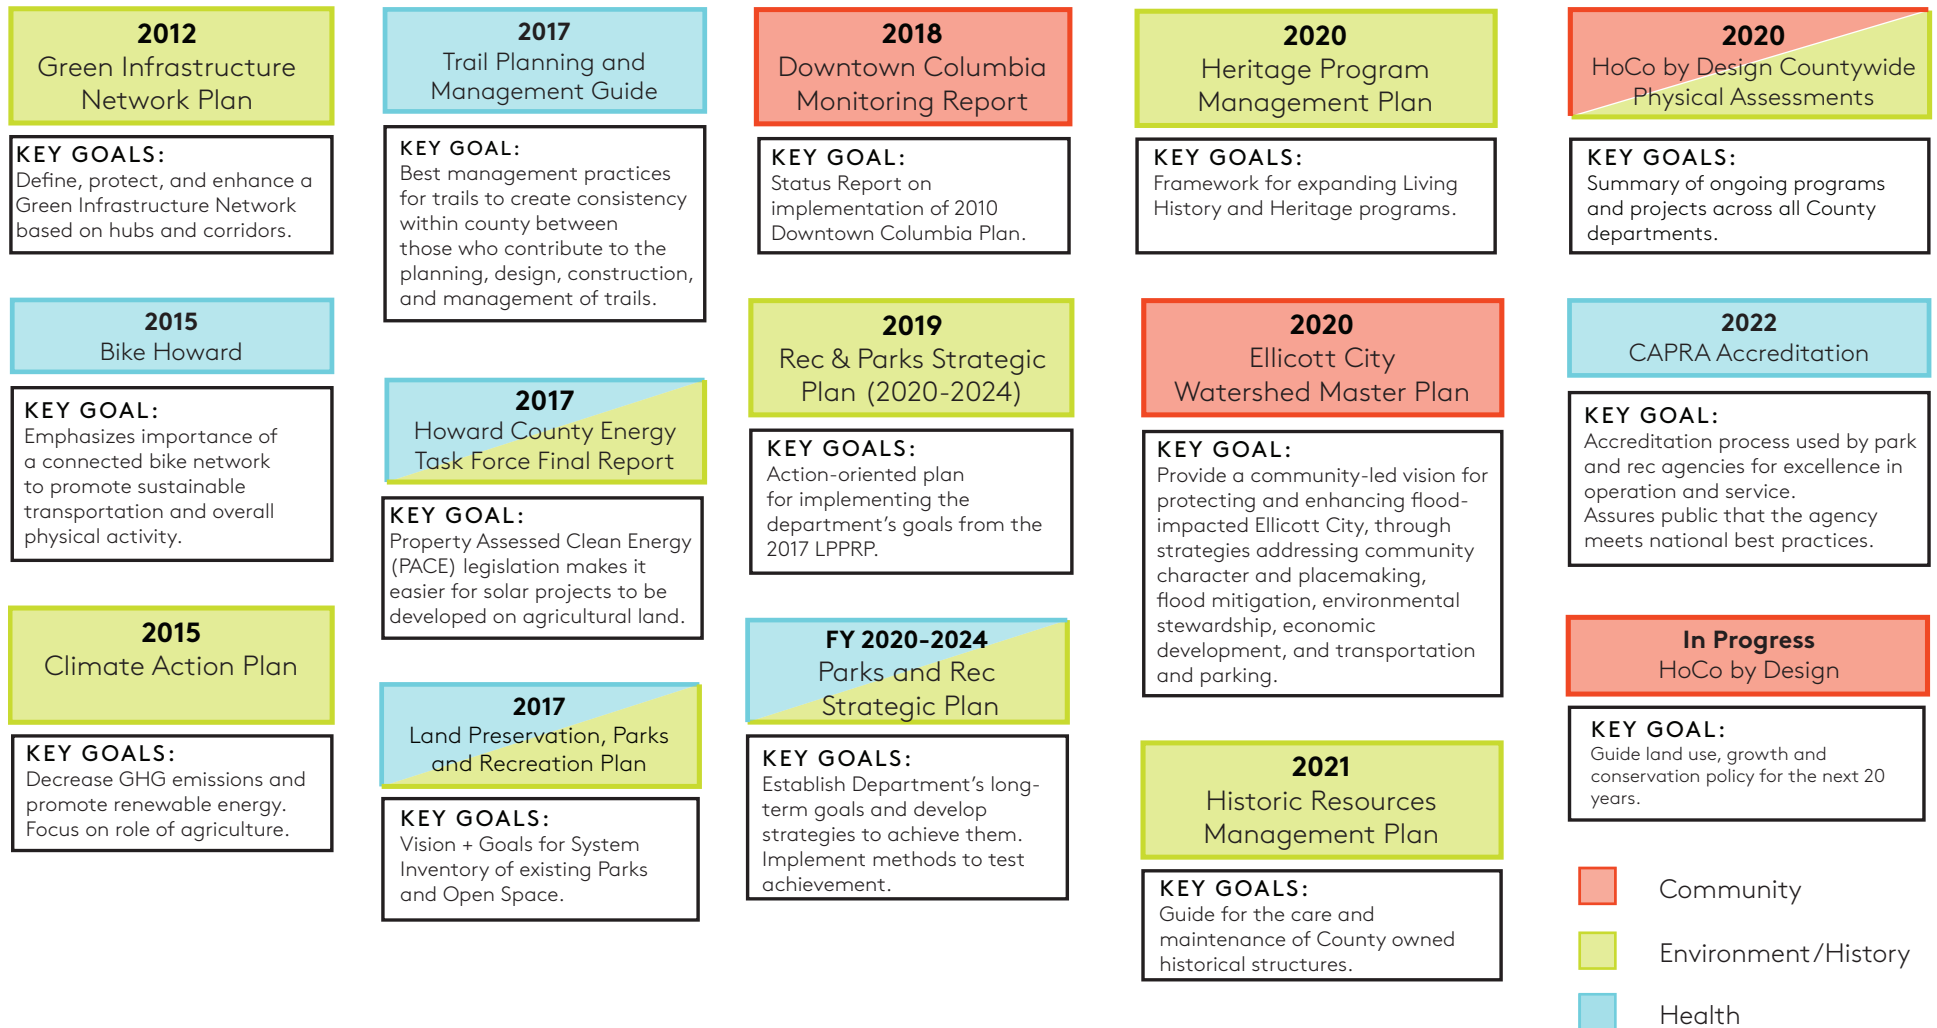 2012
Green Infrastructure
Network Plan
KEY GOALS:
Define, protect, and enhance a
Green Infrastructure Network
based on hubs and corridors.
2015
Bike Howard
KEY GOAL:
Emphasizes importance of
a connected bike network
to promote sustainable
transportation and overall
physical activity.
2015
Climate Action Plan
KEY GOALS:
Decrease GHG emissions and
promote renewable energy.
Focus on role of agriculture.
2017
Trail Planning and
Management Guide
KEY GOAL:
Best management practices
for trails to create consistency
within county between
those who contribute to the
planning, design, construction,
and management of trails.
2017
Howard County Energy
Task Force Final Report
KEY GOAL:
Property Assessed Clean Energy
(PACE) legislation makes it
easier for solar projects to be
developed on agricultural land.
2017
Land Preservation, Parks
and Recreation Plan
KEY GOALS:
Vision + Goals for System
Inventory of existing Parks
and Open Space.
2018
Downtown Columbia
Monitoring Report
KEY GOAL:
Status Report on
implementation of 2010
Downtown Columbia Plan.
2019
Rec & Parks Strategic
Plan (2020-2024)
KEY GOALS:
Action-oriented plan
for implementing the
department's goals from the
2017 LPPRP.
FY 2020-2024
Parks and Rec
Strategic Plan
KEY GOALS:
Establish Department's long-
term goals and develop
strategies to achieve them.
Implement methods to test
achievement.
2020
Heritage Program
Management Plan
KEY GOALS:
Framework for expanding Living
History and Heritage programs.
2020
Ellicott City
Watershed Master Plan
KEY GOAL:
Provide a community-led vision for
protecting and enhancing flood-
impacted Ellicott City, through
strategies addressing community
character and placemaking,
flood mitigation, environmental
stewardship, economic
development, and transportation
and parking.
2021
Historic Resources
Management Plan
KEY GOALS:
Guide for the care and
maintenance of County owned
historical structures.
2020
HoCo by Design Countywide
Physical Assessments
KEY GOALS:
Summary of ongoing programs
and projects across all County
departments.
2022
CAPRA Accreditation
KEY GOAL:
Accreditation process used by park
and rec agencies for excellence in
operation and service.
Assures public that the agency
meets national best practices.
In Progress
HoCo by Design
KEY GOAL:
Guide land use, growth and
conservation policy for the next 20
years.
Community
Environment/History
Health